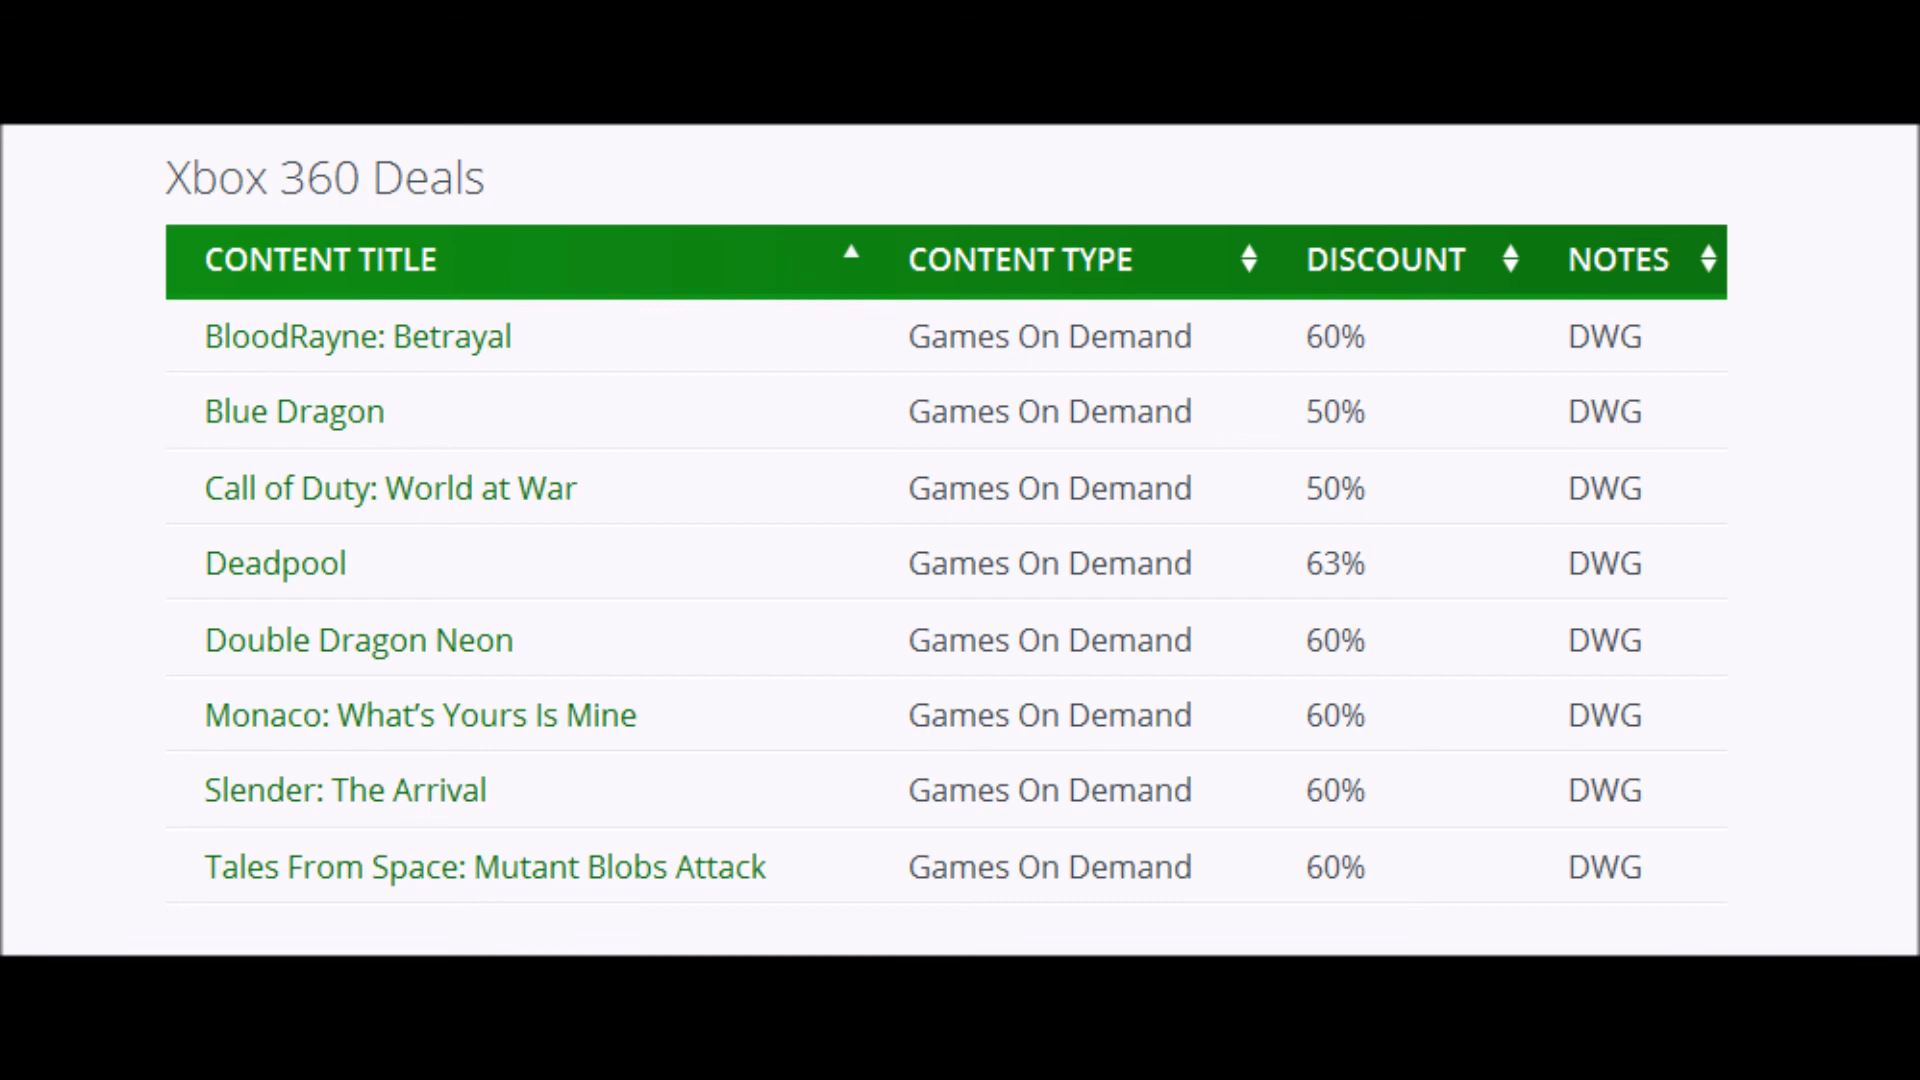 Xbox 360 Deals
CONTENT TITLE CONTENT TYPE DISCOUNT NOTES
BloodRayne: Betrayal Games On Demand 60% DWG
Blue Dragon Games On Demand 50% DWG
Call of Duty: World at War Games On Demand 50% DWG
Deadpool Games On Demand 63% DWG
Double Dragon Neon Games On Demand 60% DWG
Monaco: What’s Yours Is Mine Games On Demand 60% DWG
Slender: The Arrival Games On Demand 60% DWG
Tales From Space: Mutant Blobs Attack Games On Demand 60% DWG